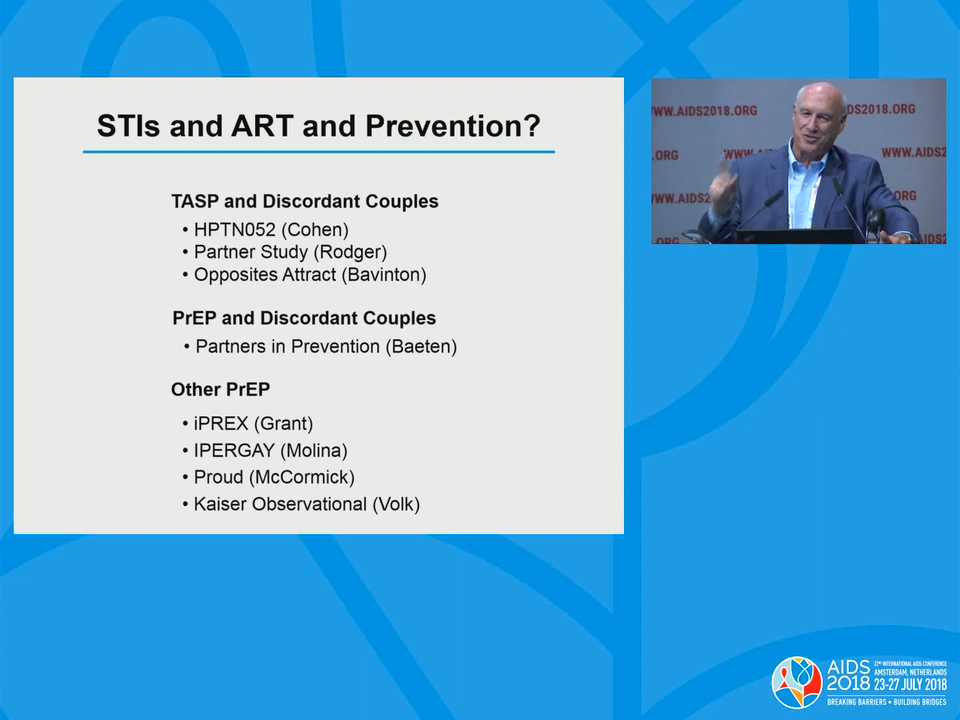 STIs and ART and Prevention?
TASP and Discordant Couples
• HPTN052 (Cohen)
• Partner Study (Rodger)
• Opposites Attract (Bavinton)
PrEP and Discordant Couples
• Partners in Prevention (Baeten)
Other PrEP
• iPREX (Grant)
• IPERGAY (Molina)
• Proud (McCormick)
• Kaiser Observational (Volk)
WWW.AIDS2018.ORG
DS2018.ORG
.ORG
WWW.
WWW.AIDS2
WW.AIDS2
ORG
AIDS
2018
22ND INTERNATIONAL AIDS CONFERENCE
AMSTERDAM, NETHERLANDS
23-27 JULY 2018
BREAKING BARRIERS • BUILDING BRIDGES